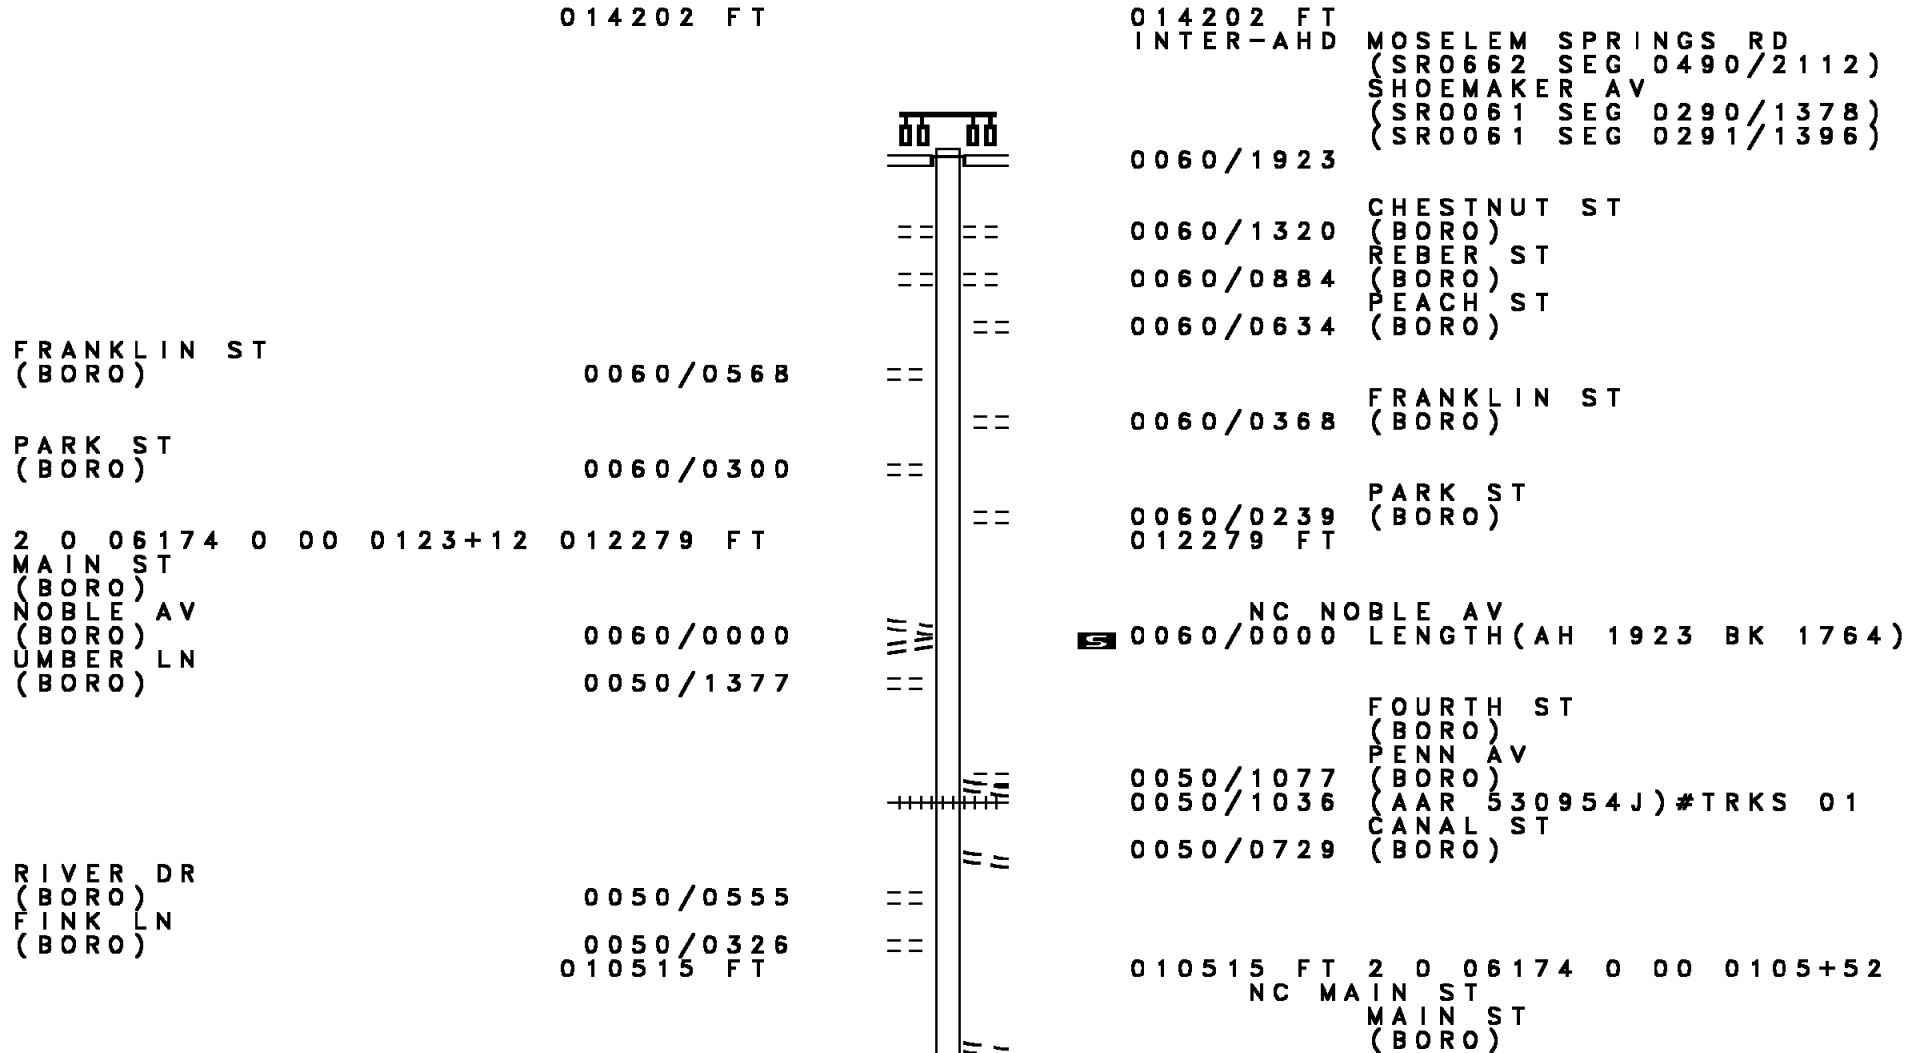 014202 FT 014202 FT
INTER-AHD MOSELEM SPRINGS RD
(SR0662 SEG 0490/2112)
SHOEMAKER AV
(SR0061 SEG 0290/1378)
(SR0061 SEG 0291/1396)
0060/1923
CHESTNUT ST
0060/1320 (BORO)
REBER ST
0060/0884 (BORO)
PEACH ST
0060/0634 (BORO)
FRANKLIN ST
(BORO) 0060/0568
FRANKLIN ST
0060/0368 (BORO)
PARK ST
(BORO) 0060/0300
PARK ST
0060/0239 (BORO)
2 0 06174 0 00 0123+12 012279 FT 012279 FT
MAIN ST
(BORO)
NOBLE AV NC NOBLE AV
(BORO) 0060/0000 S 0060/0000 LENGTH(AH 1923 BK 1764)
UMBER LN
(BORO) 0050/1377
FOURTH ST
(BORO)
PENN AV
0050/1077 (BORO)
0050/1036 (AAR 530954J)#TRKS 01
CANAL ST
0050/0729 (BORO)
RIVER DR
(BORO) 0050/0555
FINK LN
(BORO) 0050/0326
010515 FT 010515 FT 2 0 06174 0 00 0105+52
NC MAIN ST
MAIN ST
(BORO)